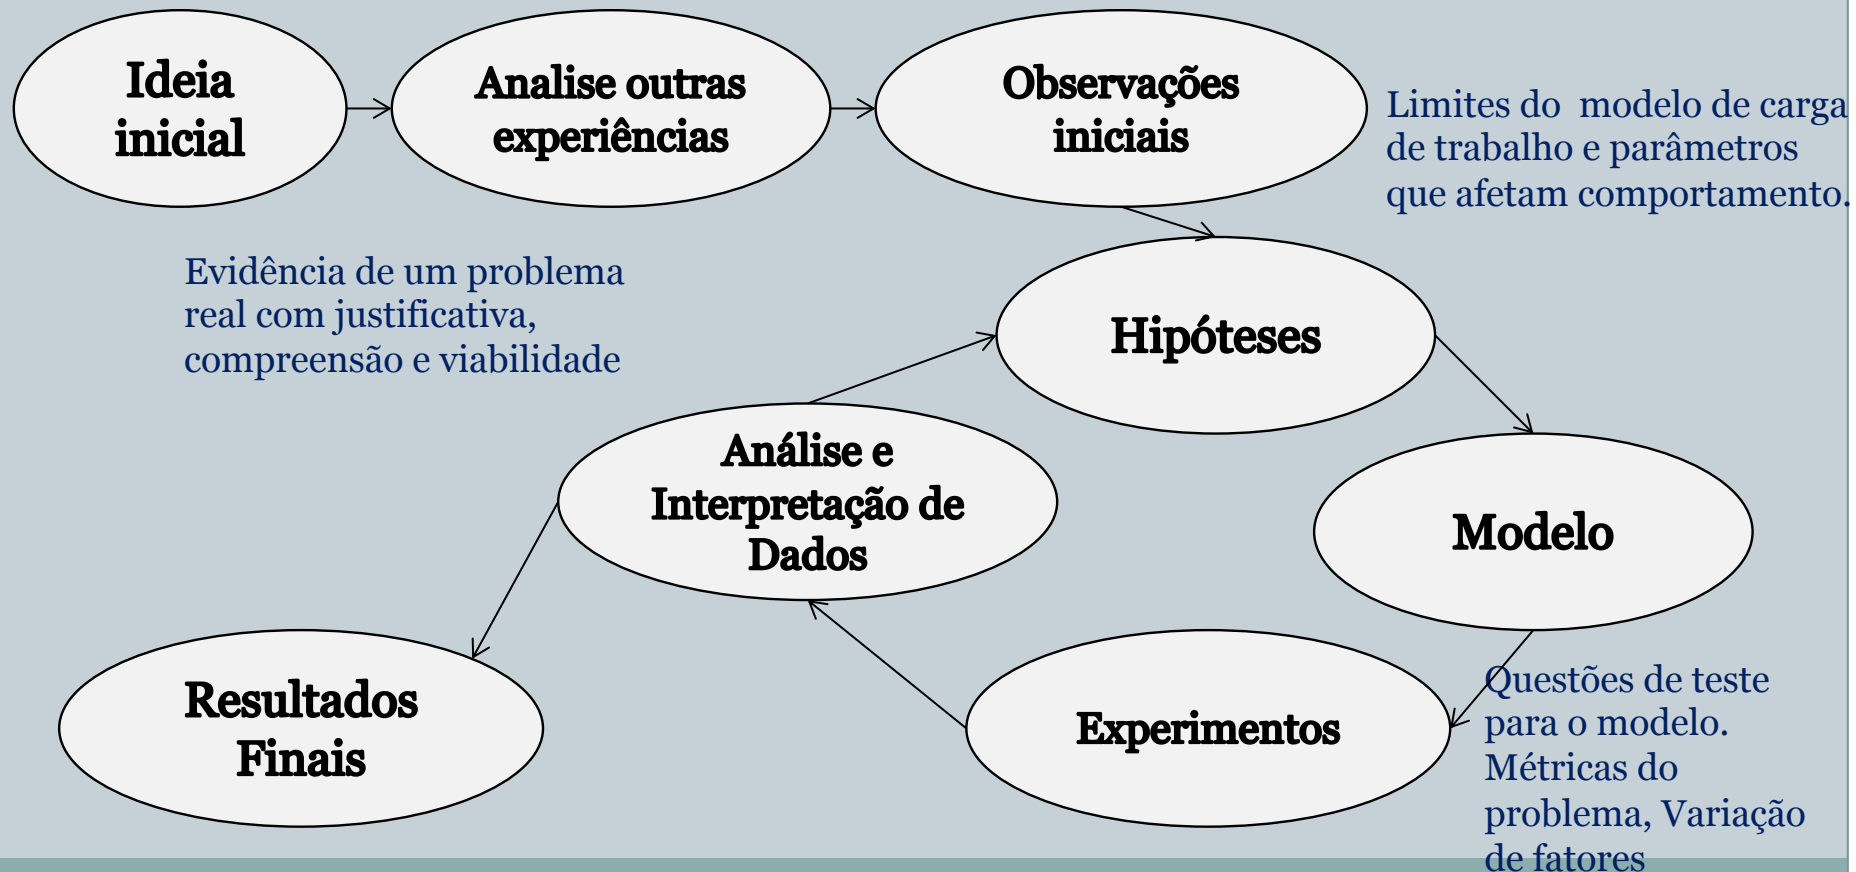 Ideia
inicial
Analise outras
experiências
Observações
iniciais
Limites do  modelo de carga
de trabalho e parâmetros
que afetam comportamento.
Evidência de um problema
real com justificativa,
compreensão e viabilidade
Hipóteses
Análise e
Interpretação de
Dados
Modelo
Resultados
Finais
Experimentos
Questões de teste
para o modelo.
Métricas do
problema, Variação
de fatores